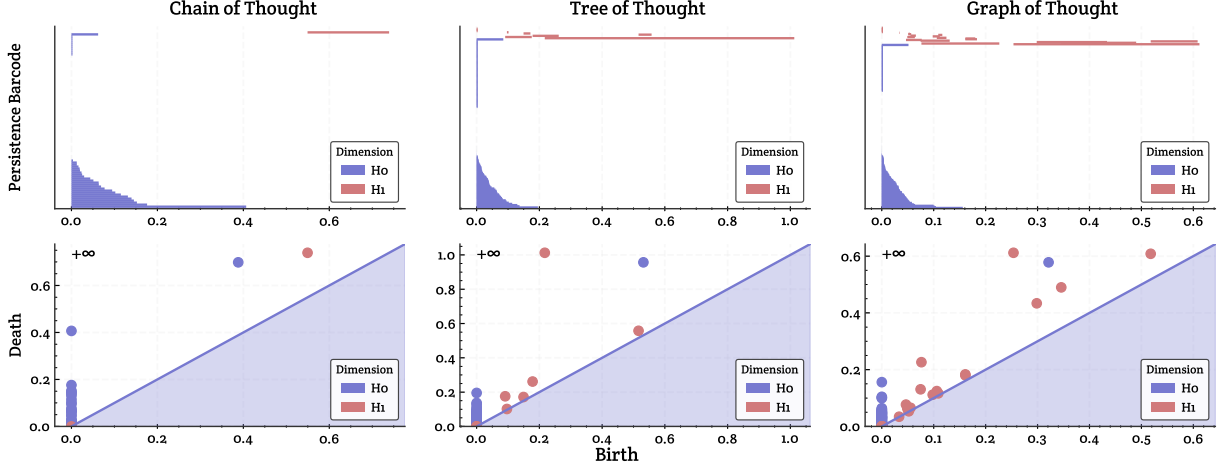 Chain of Thought
Tree of Thought
Graph of Thought
Persistence Barcode
Dimension
H0
H1
0.0 0.2 0.4 0.6
Dimension
H0
H1
0.0 0.2 0.4 0.6 0.8 1.0
Dimension
H0
H1
0.0 0.1 0.2 0.3 0.4 0.5 0.6
Death
+∞
0.6
0.4
0.2
0.0
Dimension
H0
H1
0.0 0.2 0.4 0.6
+∞
1.0
0.8
0.6
0.4
0.2
0.0
Dimension
H0
H1
0.0 0.2 0.4 0.6 0.8 1.0
+∞
0.6
0.4
0.2
0.0
Dimension
H0
H1
0.0 0.1 0.2 0.3 0.4 0.5 0.6
Birth